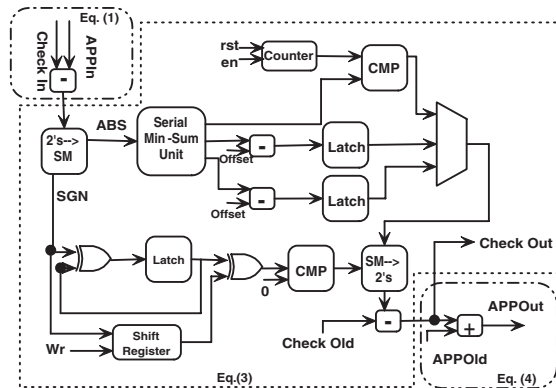 Eq. (1)
Check In
APPIn
-
rst
en
Counter
CMP
2's-->
SM
ABS
Serial
Min-Sum
Unit
Offset
-
Latch
Offset
-
Latch
SGN
Latch
0
CMP
SM-->
2's
Check Out
Wr
Shift
Register
Check Old
-
+
APPOut
APPOld
Eq.(3)
Eq. (4)